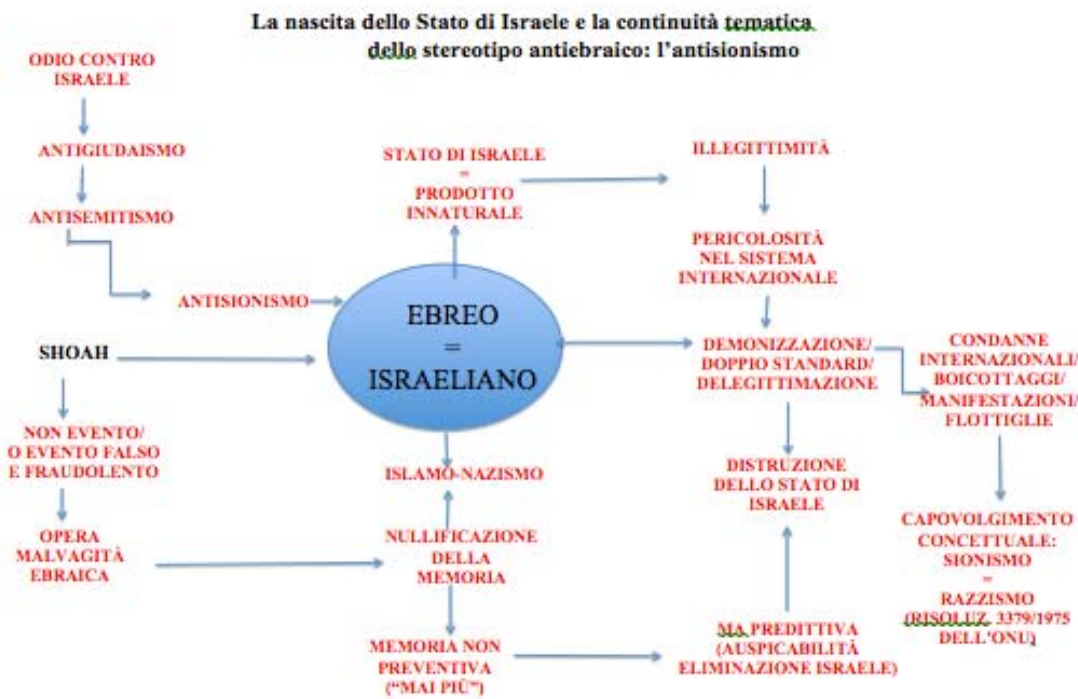 La nascita dello Stato di Israele e la continuità tematica
dello stereotipo antiebraico: l'antisionismo
ODIO CONTRO
ISRAELE
ANTIGIUDAISMO
ANTISEMITISMO
ANTISIONISMO
SHOAH
NON EVENTO/
O EVENTO FALSO
E FRAUDOLENTO
OPERA
MALVAGITÀ
EBRAICA
STATO DI ISRAELE
=
PRODOTTO
INNATURALE
EBREO
=
ISRAELIANO
ISLAMO-NAZISMO
NULLIFICAZIONE
DELLA
MEMORIA
MEMORIA NON
PREVENTIVA
("MAI PIÙ")
ILLEGITTIMITÀ
PERICOLOSITÀ
NEL SISTEMA
INTERNAZIONALE
DEMONIZZAZIONE/
DOPPIO STANDARD/
DELEGITTIMAZIONE
DISTRUZIONE
DELLO STATO DI
ISRAELE
MA PREDITTIVA
(AUSPICABILITÀ
ELIMINAZIONE ISRAELE)
CONDANNE
INTERNAZIONALI/
BOICOTTAGGI/
MANIFESTAZIONI/
FLOTTIGLIE
CAPOVOLGIMENTO
CONCETTUALE:
SIONISMO
=
RAZZISMO
(RISOLUZ. 3379/1975
DELL'ONU)